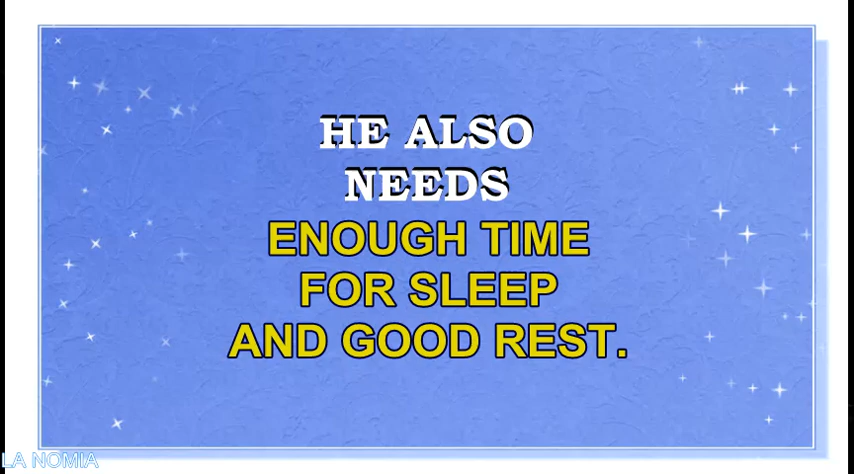 HE ALSO
NEEDS
ENOUGH TIME
FOR SLEEP
AND GOOD REST.
LA NOMIA